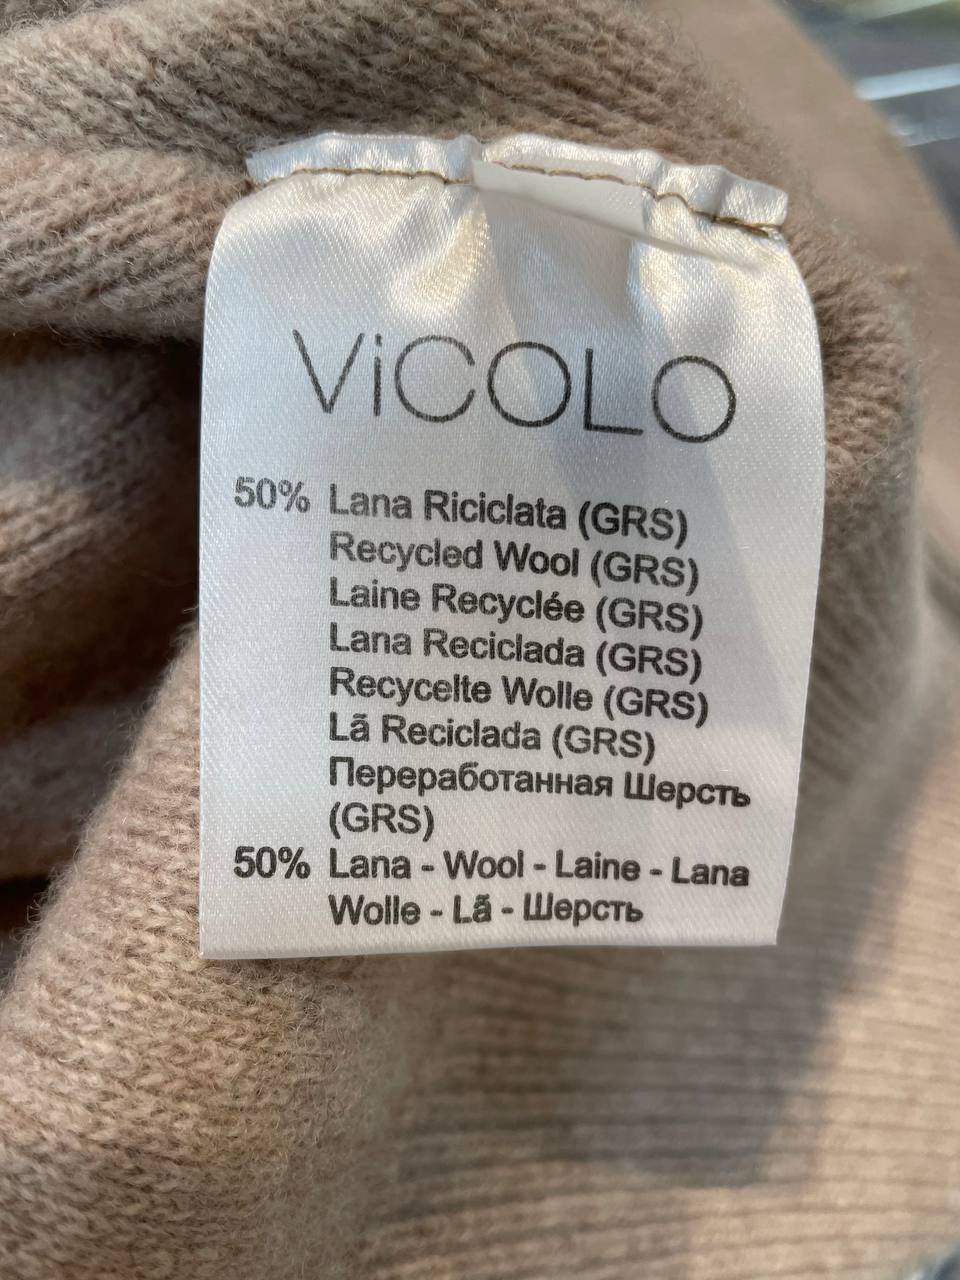 ViCOLO
50% Lana Riciclata (GRS)
Recycled Wool (GRS)
Laine Recyclée (GRS)
Lana Reciclada (GRS)
Recycelte Wolle (GRS)
Lã Reciclada (GRS)
Переработанная Шерсть
(GRS)
50% Lana - Wool - Laine - Lana
Wolle - Lã - Шерсть